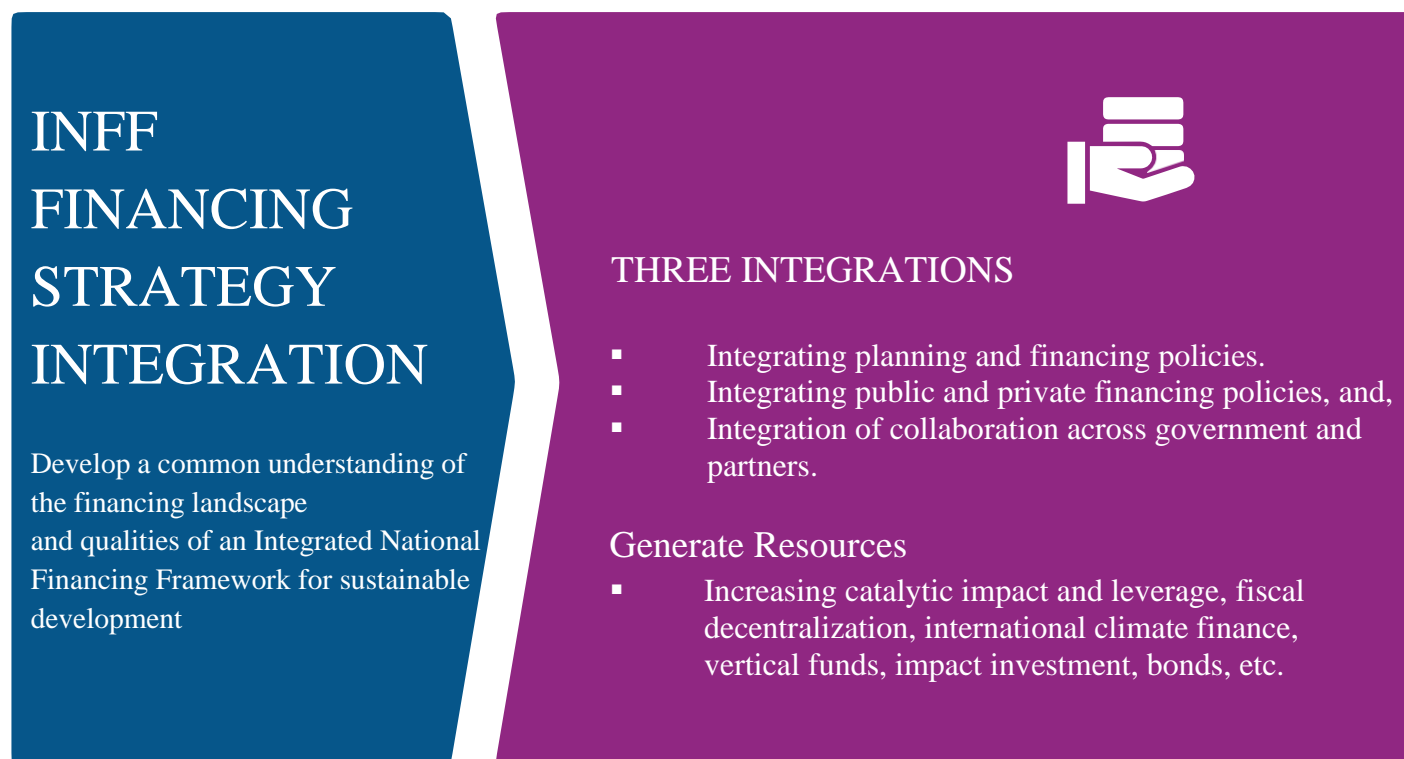 INFF
FINANCING
STRATEGY
INTEGRATION
Develop a common understanding of
the financing landscape
and qualities of an Integrated National
Financing Framework for sustainable
development
THREE INTEGRATIONS
▪ Integrating planning and financing policies.
▪ Integrating public and private financing policies, and,
▪ Integration of collaboration across government and
partners.
Generate Resources
▪ Increasing catalytic impact and leverage, fiscal
decentralization, international climate finance,
vertical funds, impact investment, bonds, etc.